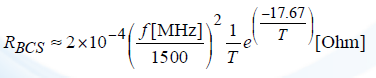 R_BCS ≈ 2×10^−4 (f[MHz]/1500)^2 1/T e^(−17.67/T) [Ohm]